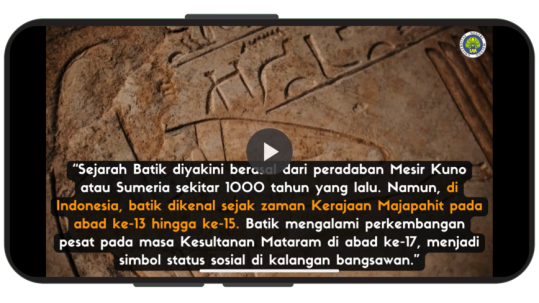 “Sejarah Batik diyakini berasal dari peradaban Mesir Kuno
atau Sumeria sekitar 1000 tahun yang lalu. Namun, di
Indonesia, batik dikenal sejak zaman Kerajaan Majapahit pada
abad ke-13 hingga ke-15. Batik mengalami perkembangan
pesat pada masa Kesultanan Mataram di abad ke-17, menjadi
simbol status sosial di kalangan bangsawan.”